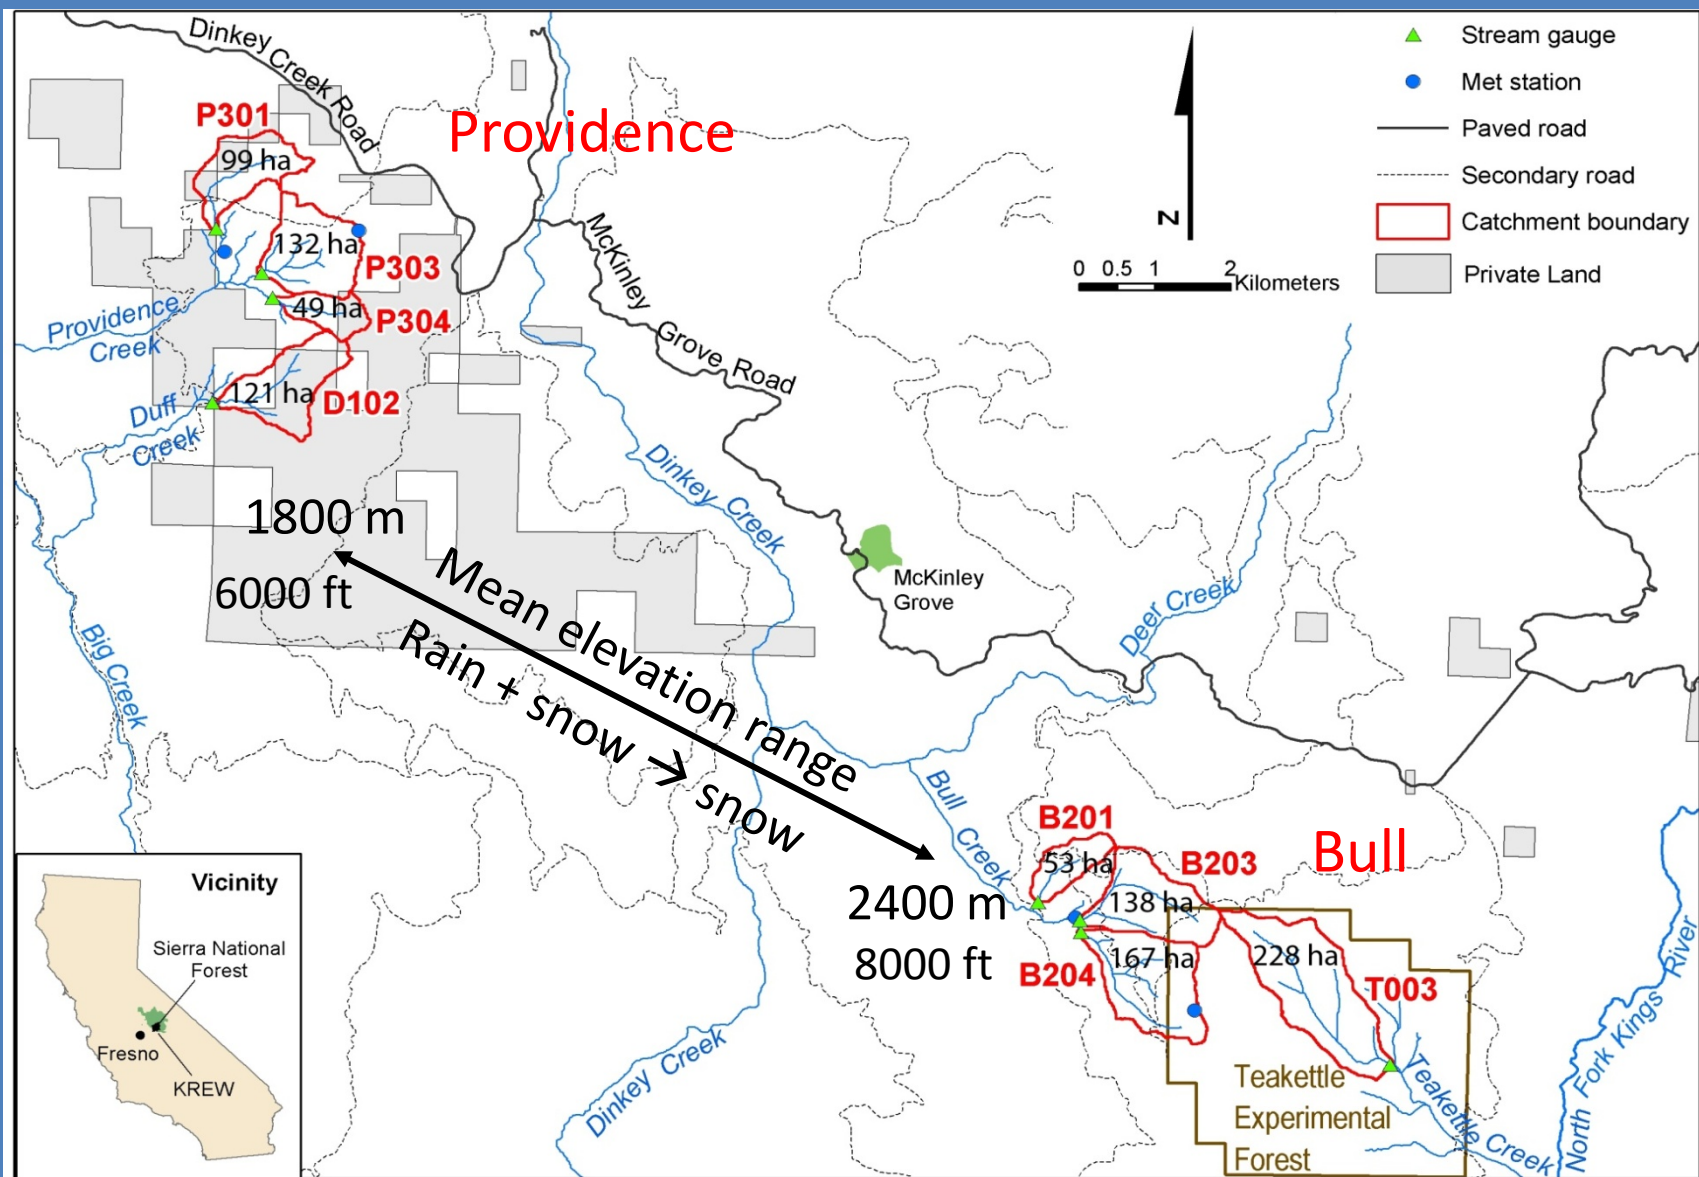 Dinkey Creek Road
Providence
P301
99 ha
132 ha
P303
49 ha
P304
Providence
Creek
121 ha
D102
Duff
Creek
McKinley Grove Road
N
0 0.5 1 2
Kilometers
Stream gauge
Met station
Paved road
Secondary road
Catchment boundary
Private Land
Dinkey Creek
McKinley
Grove
Deer Creek
1800 m
6000 ft
Mean elevation range
Rain + snow → snow
2400 m
8000 ft
Big Creek
Bull Creek
Bull
B201
53 ha
B203
138 ha
B204
167 ha
228 ha
T003
Teakettle
Experimental
Forest
Teakettle Creek
North Fork Kings River
Dinkey Creek
Vicinity
Sierra National
Forest
Fresno
KREW